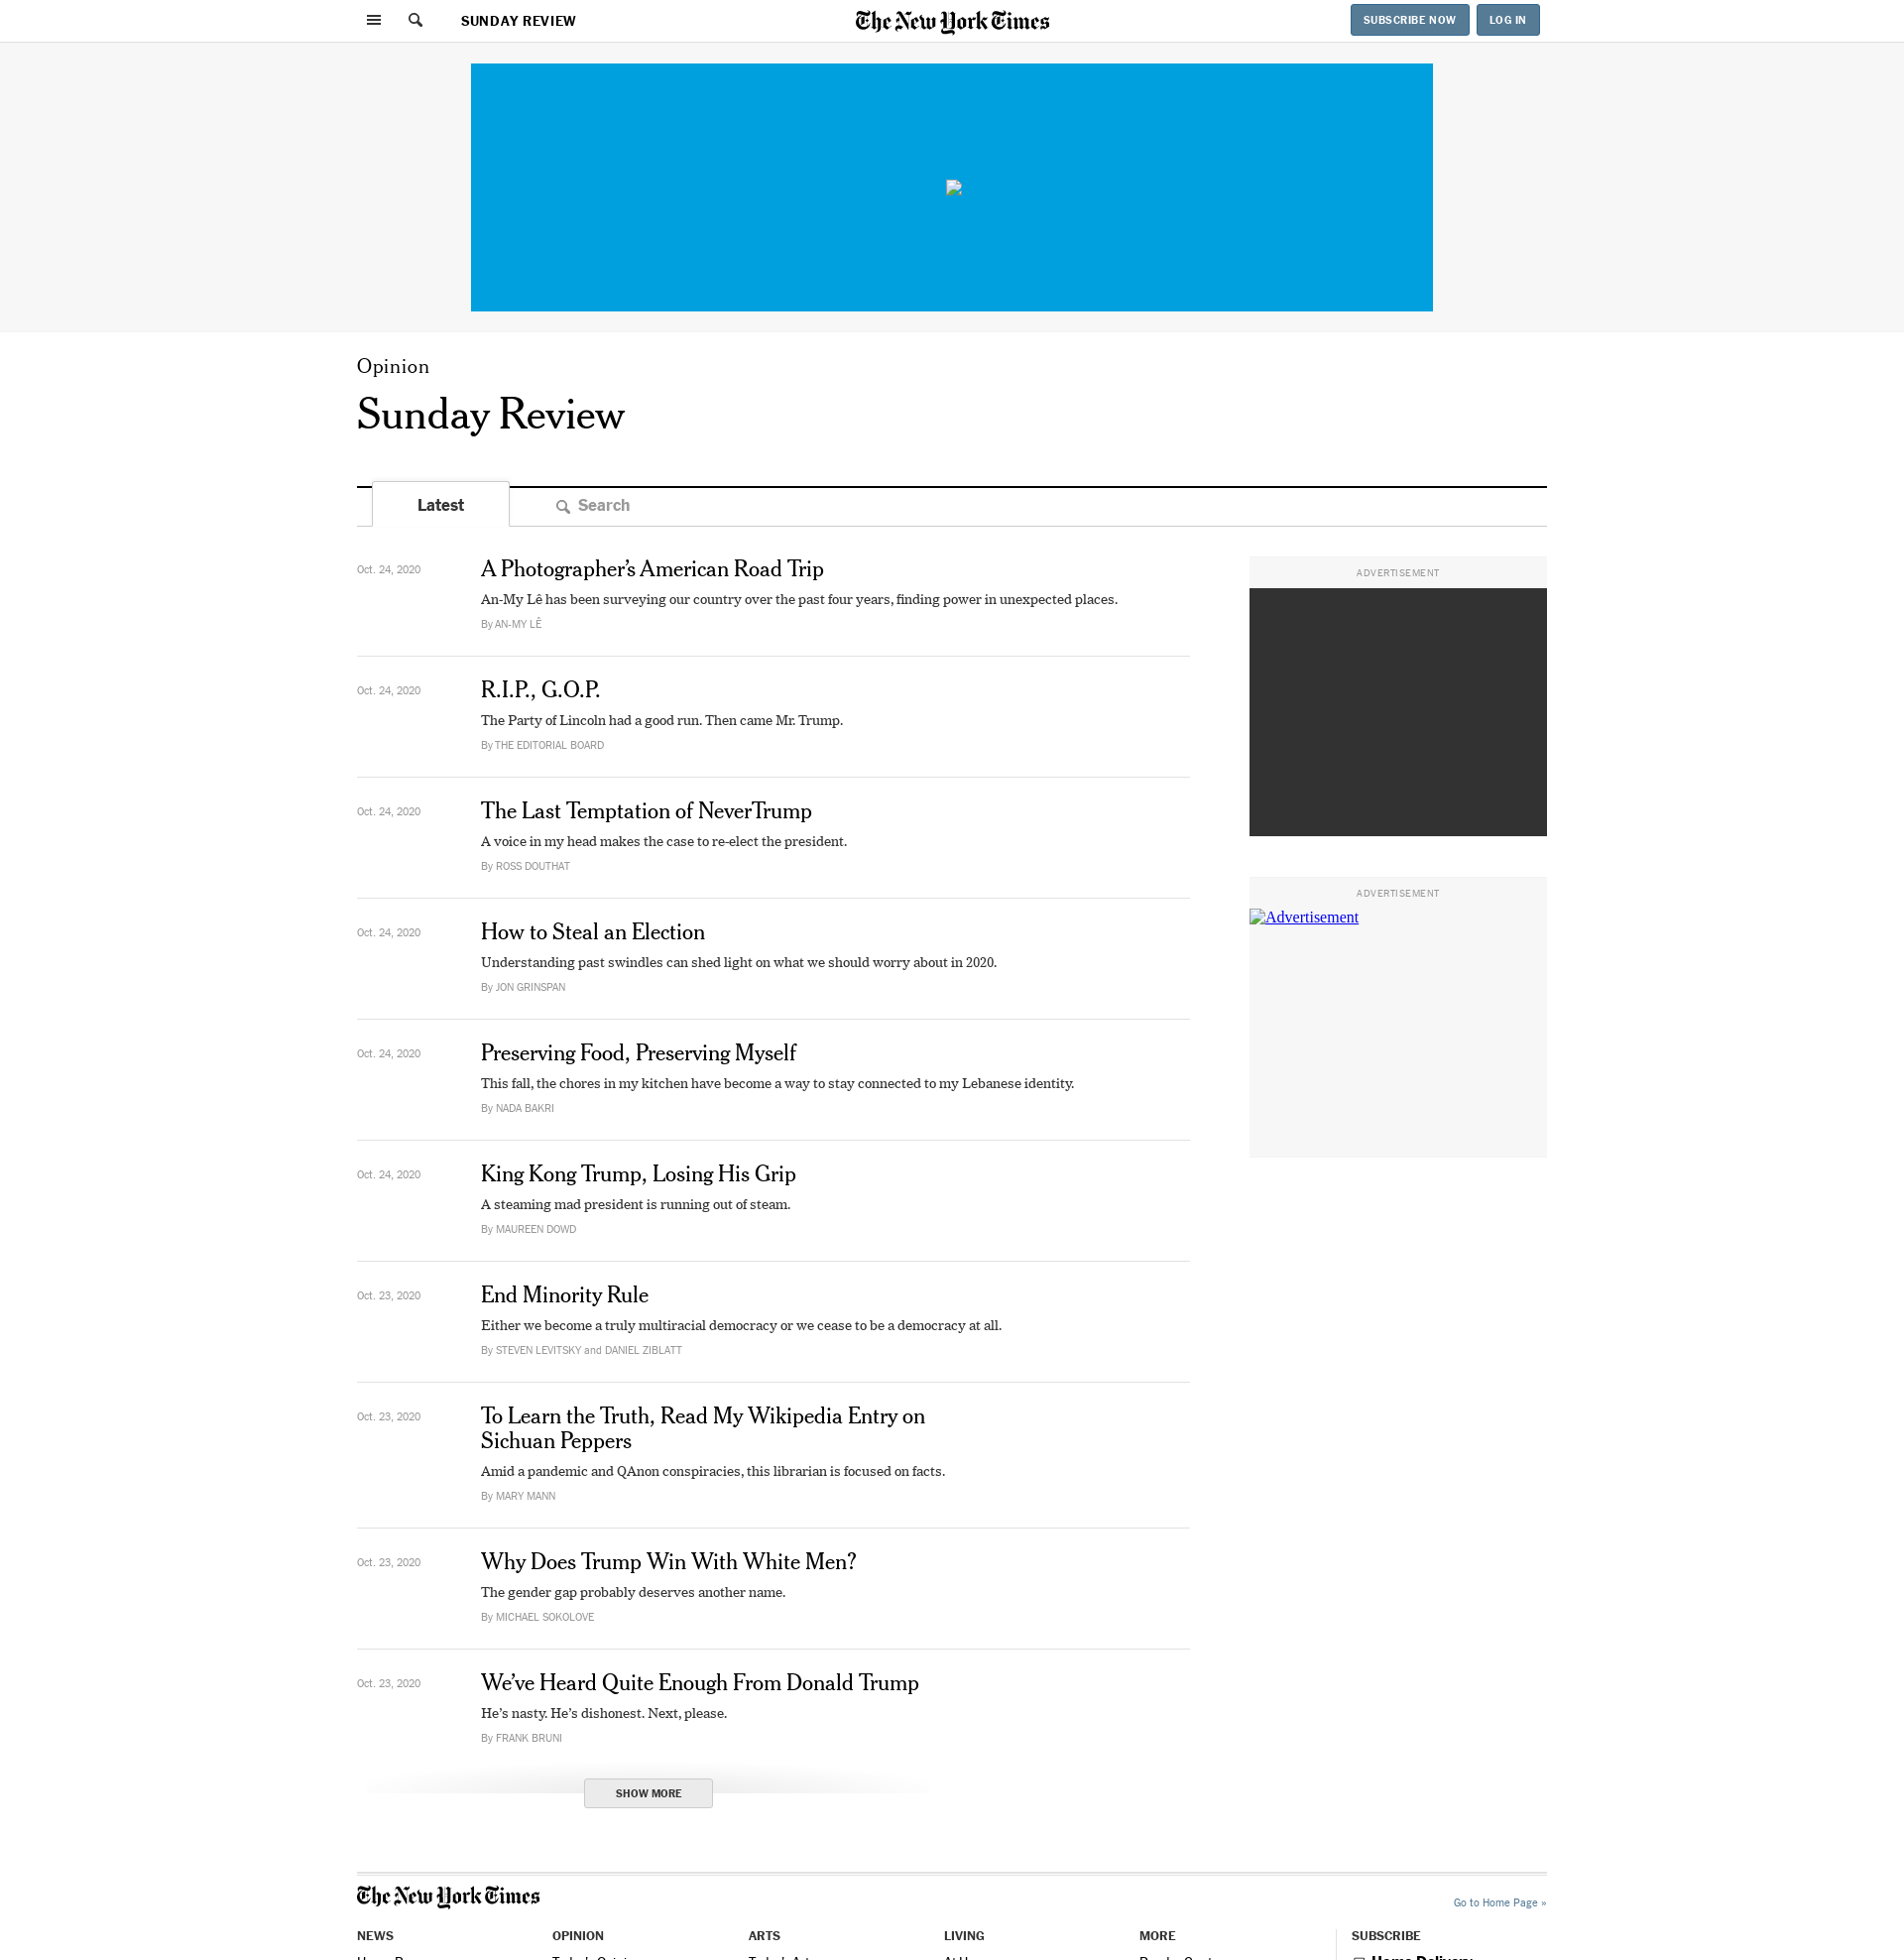 SUNDAY REVIEW
The New York Times
SUBSCRIBE NOW
LOG IN
Opinion
Sunday Review
Latest
Search
Oct. 24, 2020
A Photographer’s American Road Trip
An-My Lê has been surveying our country over the past four years, finding power in unexpected places.
By AN-MY LÊ
Oct. 24, 2020
R.I.P., G.O.P.
The Party of Lincoln had a good run. Then came Mr. Trump.
By THE EDITORIAL BOARD
Oct. 24, 2020
The Last Temptation of NeverTrump
A voice in my head makes the case to re-elect the president.
By ROSS DOUTHAT
Oct. 24, 2020
How to Steal an Election
Understanding past swindles can shed light on what we should worry about in 2020.
By JON GRINSPAN
Oct. 24, 2020
Preserving Food, Preserving Myself
This fall, the chores in my kitchen have become a way to stay connected to my Lebanese identity.
By NADA BAKRI
Oct. 24, 2020
King Kong Trump, Losing His Grip
A steaming mad president is running out of steam.
By MAUREEN DOWD
Oct. 23, 2020
End Minority Rule
Either we become a truly multiracial democracy or we cease to be a democracy at all.
By STEVEN LEVITSKY and DANIEL ZIBLATT
Oct. 23, 2020
To Learn the Truth, Read My Wikipedia Entry on
Sichuan Peppers
Amid a pandemic and QAnon conspiracies, this librarian is focused on facts.
By MARY MANN
Oct. 23, 2020
Why Does Trump Win With White Men?
The gender gap probably deserves another name.
By MICHAEL SOKOLOVE
Oct. 23, 2020
We’ve Heard Quite Enough From Donald Trump
He’s nasty. He’s dishonest. Next, please.
By FRANK BRUNI
SHOW MORE
ADVERTISEMENT
ADVERTISEMENT
Advertisement
The New York Times
Go to Home Page »
NEWS
OPINION
ARTS
LIVING
MORE
SUBSCRIBE
Home Delivery